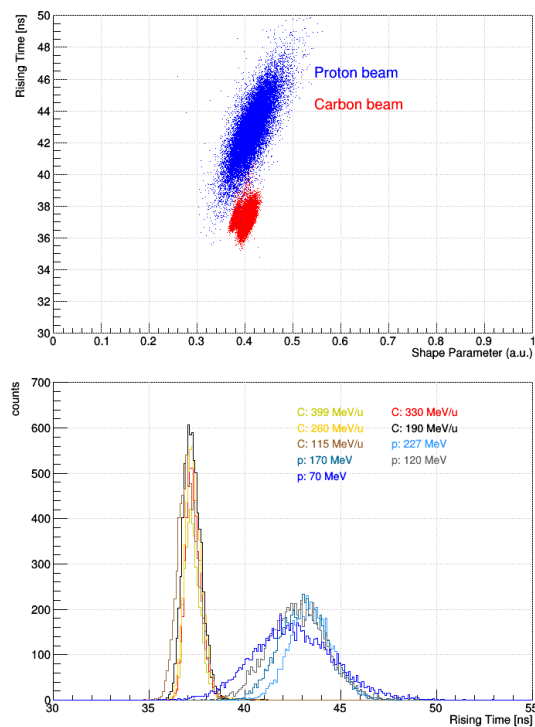 Rising Time [ns]
50
48
46
44
42
40
38
36
34
32
30
Proton beam
Carbon beam
0 0.1 0.2 0.3 0.4 0.5 0.6 0.7 0.8 0.9 1
Shape Parameter (a.u.)
counts
700
600
500
400
300
200
100
0
C: 399 MeV/u C: 330 MeV/u
C: 260 MeV/u C: 190 MeV/u
C: 115 MeV/u p: 227 MeV
p: 170 MeV p: 120 MeV
p: 70 MeV
30 35 40 45 50 55
Rising Time [ns]